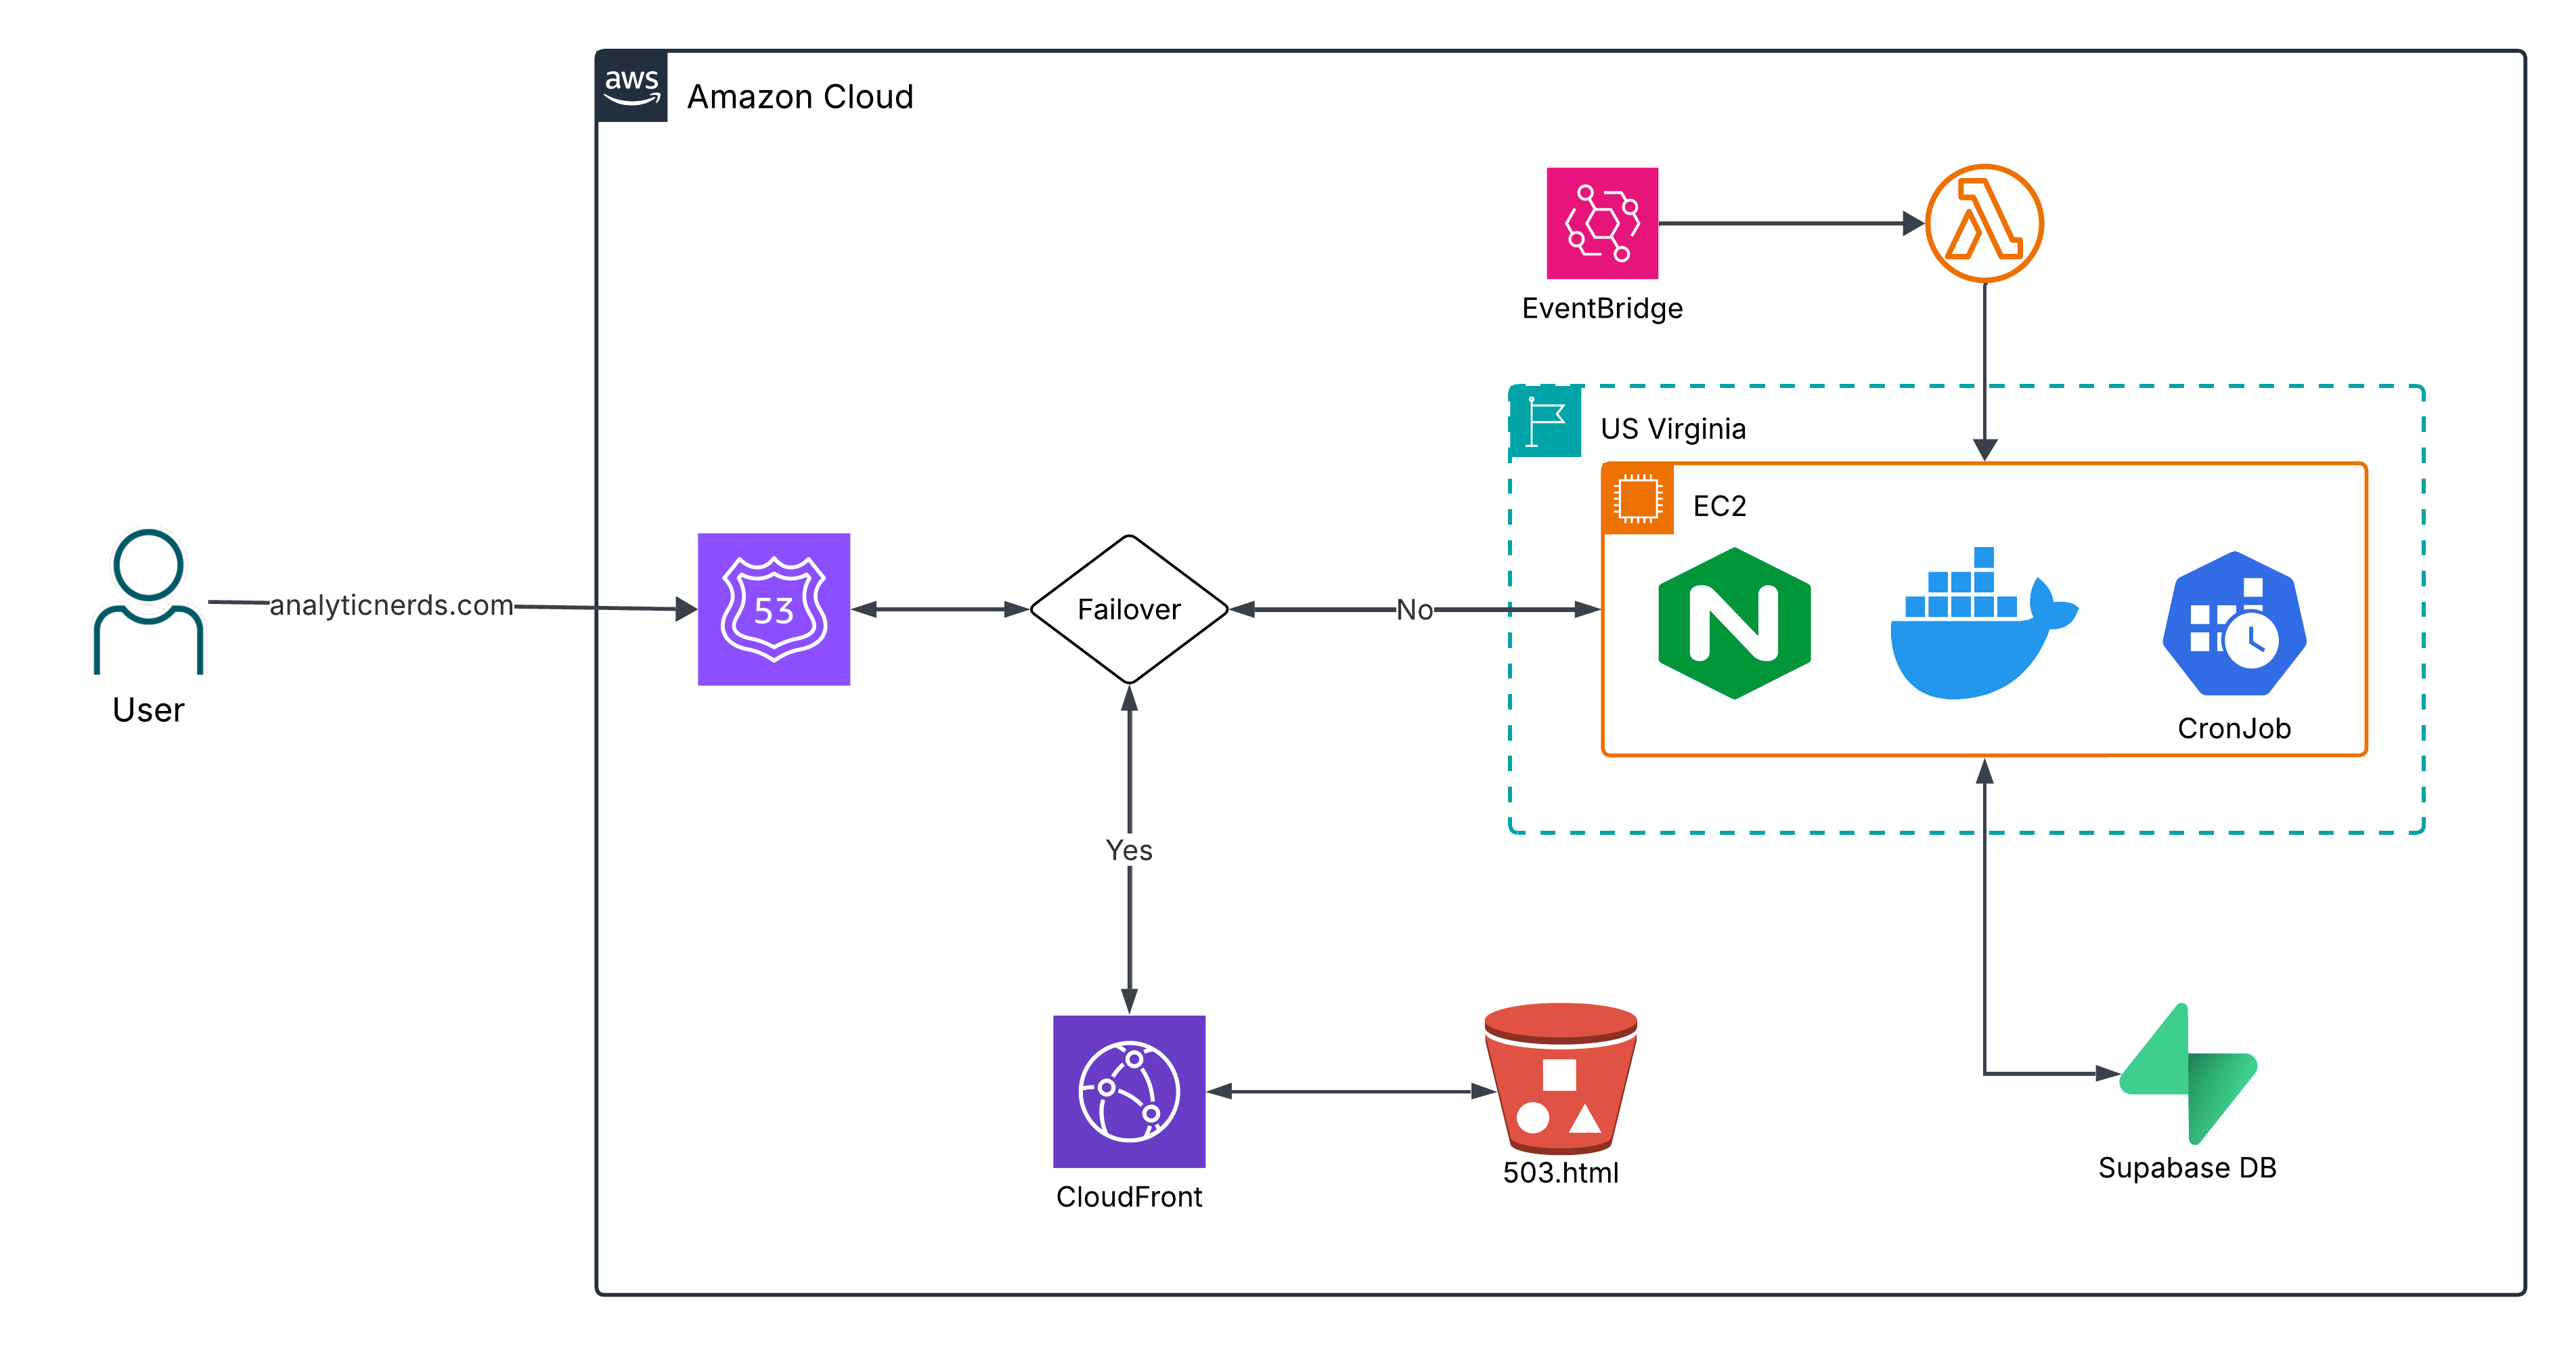 aws
Amazon Cloud
EventBridge
US Virginia
EC2
analyticnerds.com
53
Failover
No
User
CronJob
Yes
503.html
Supabase DB
CloudFront